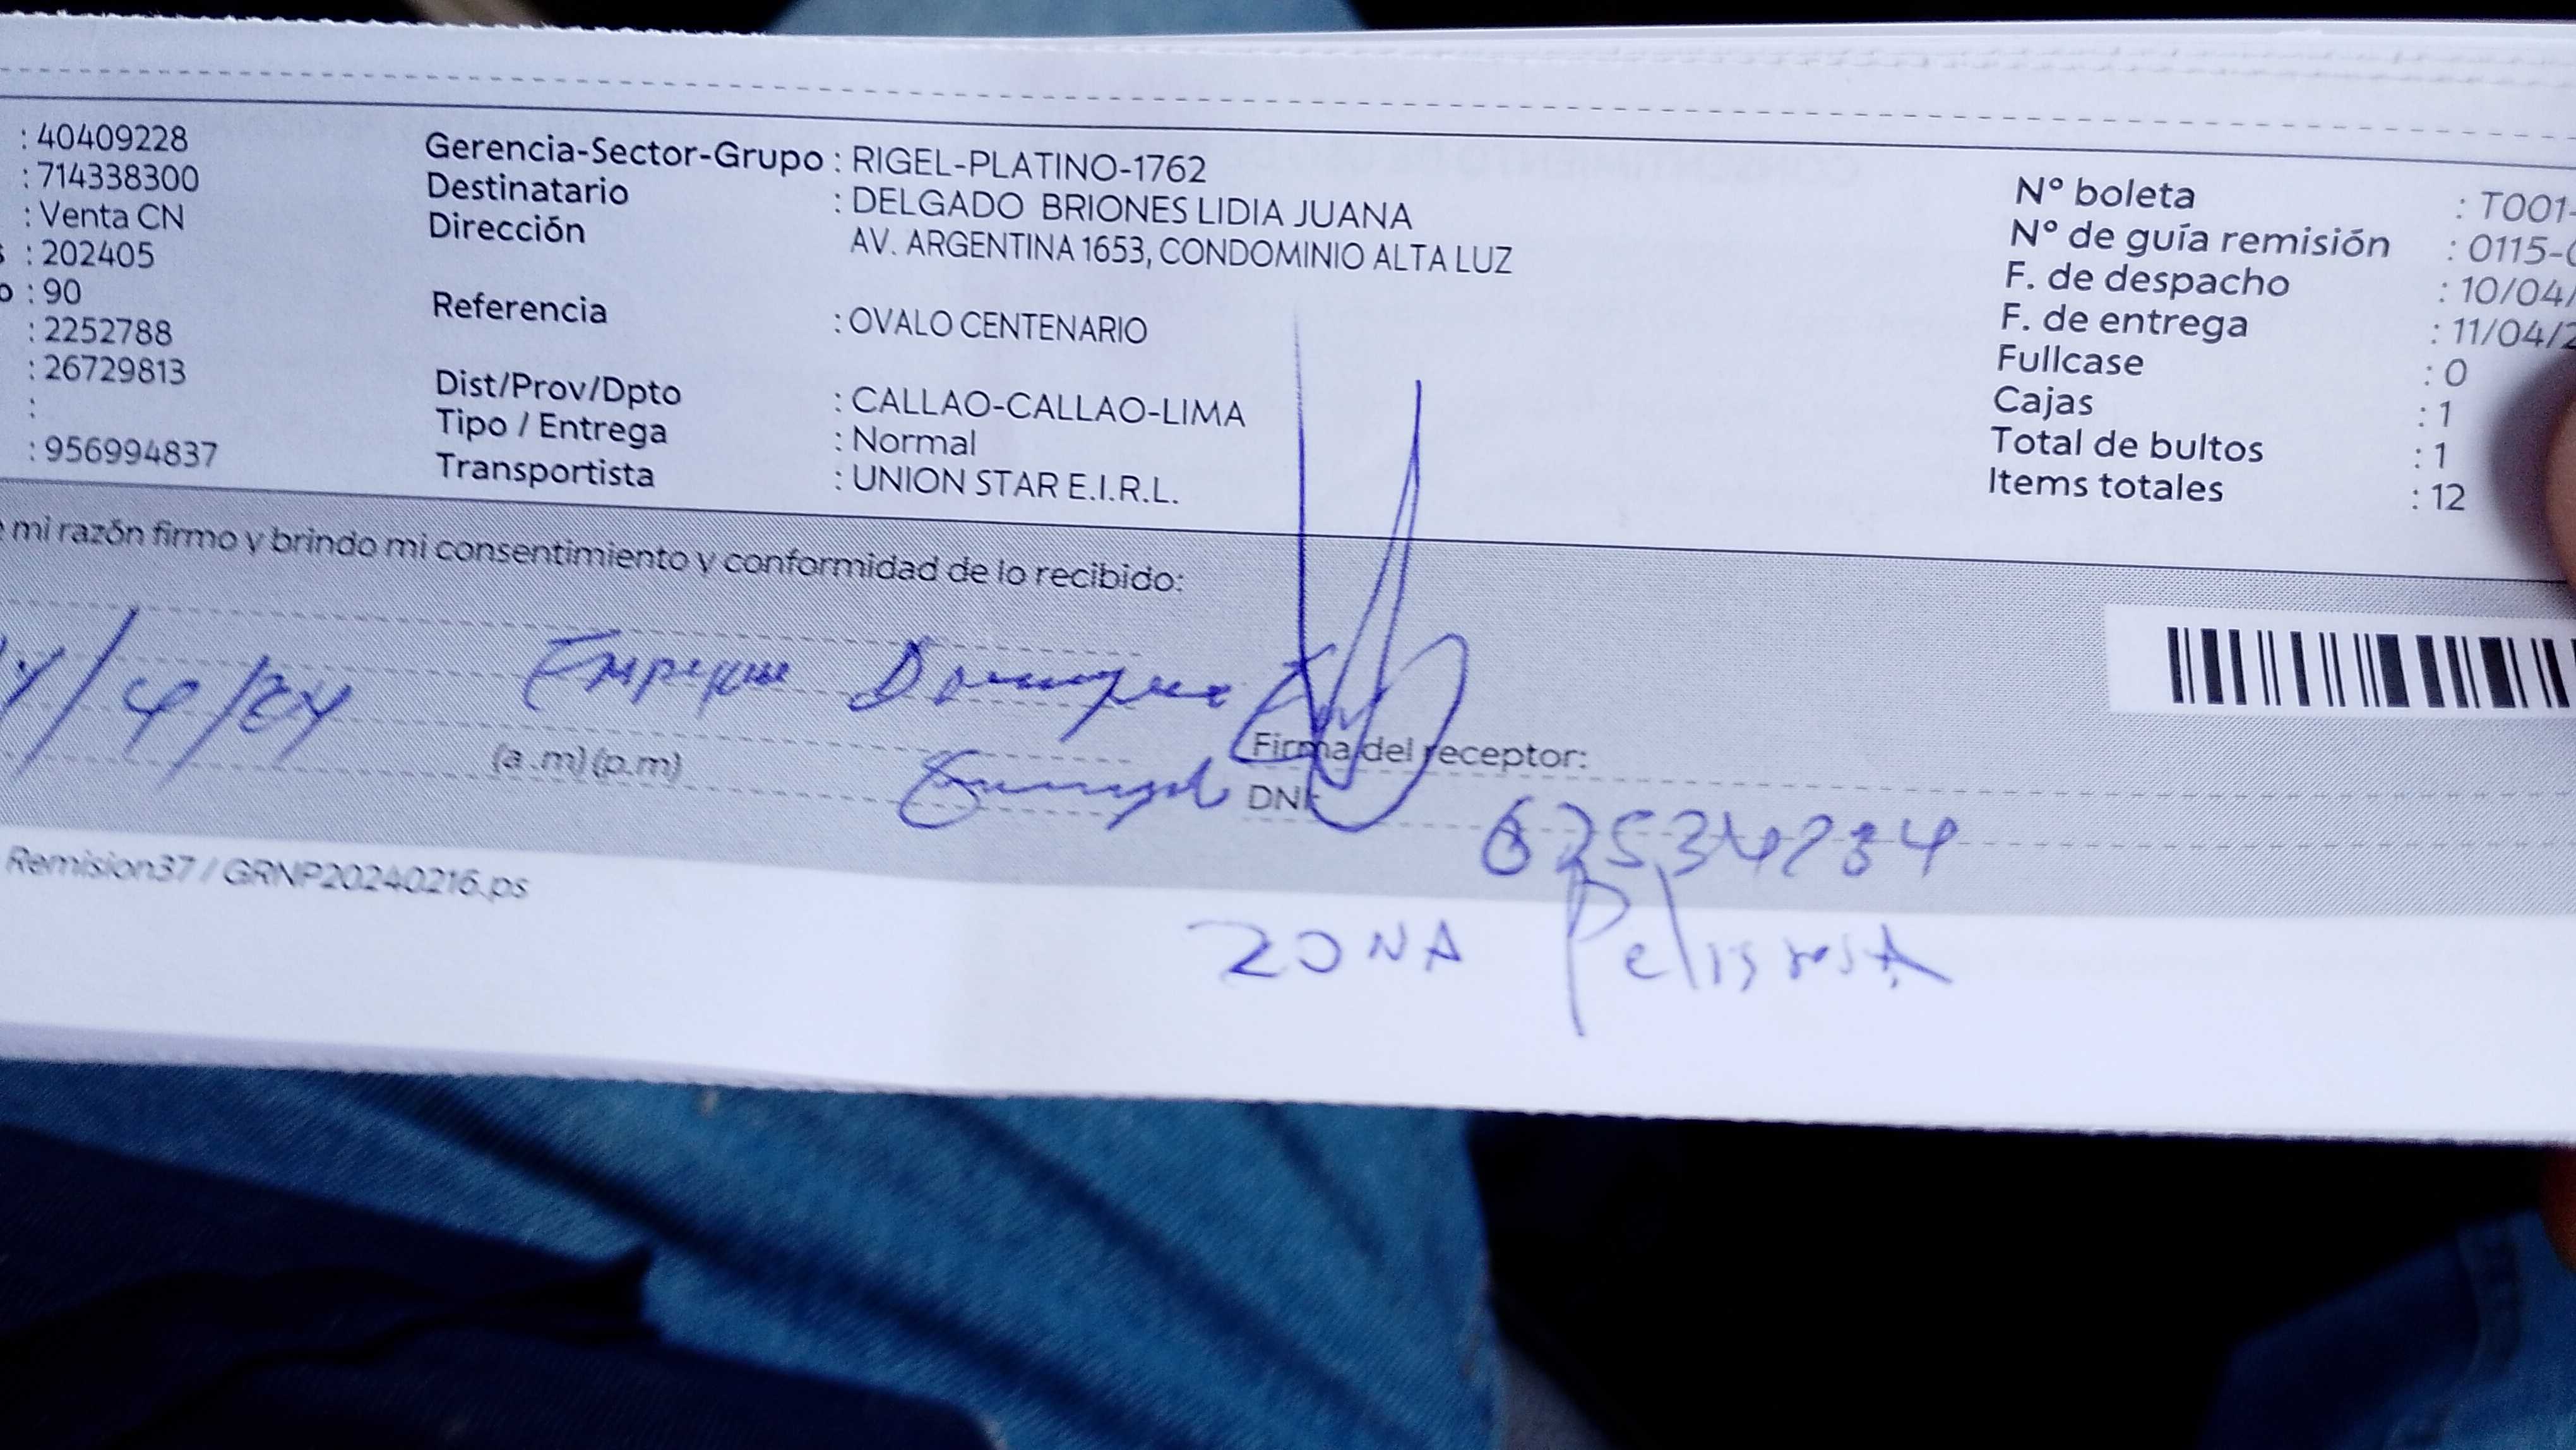 : 40409228
: 714338300
: Venta CN
s : 202405
o : 90
: 2252788
: 26729813
:
: 956994837
Gerencia-Sector-Grupo : RIGEL-PLATINO-1762
Destinatario : DELGADO BRIONES LIDIA JUANA
Dirección AV. ARGENTINA 1653, CONDOMINIO ALTA LUZ
Referencia : OVALO CENTENARIO
Dist/Prov/Dpto : CALLAO-CALLAO-LIMA
Tipo / Entrega : Normal
Transportista : UNION STAR E.I.R.L.
N° boleta : T001-
N° de guía remisión : 0115-0
F. de despacho : 10/04/
F. de entrega : 11/04/2
Fullcase : 0
Cajas : 1
Total de bultos : 1
Items totales : 12
e mi razón firmo y brindo mi consentimiento y conformidad de lo recibido:
(a.m)(p.m)
Firma del receptor:
DNI:
ZONA Peligrosa
Remision37 / GRNP20240216.ps